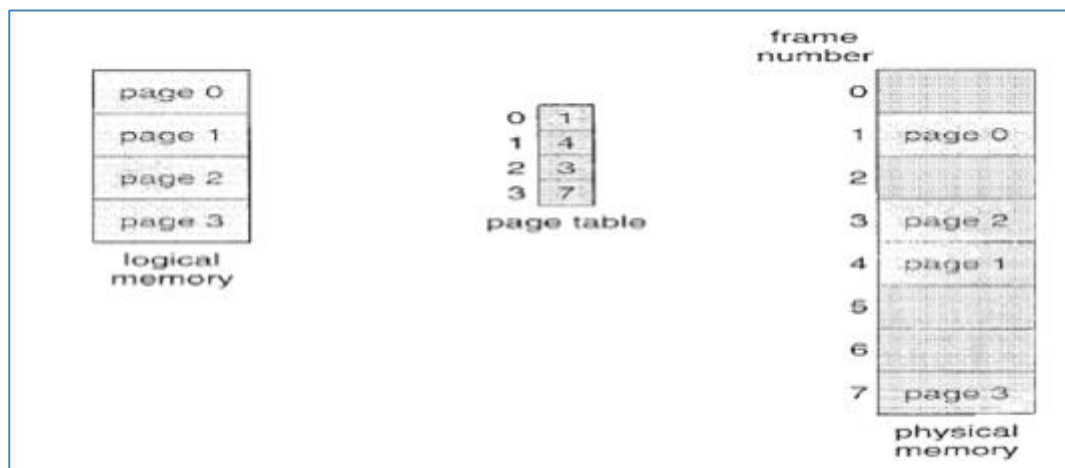 page 0
page 1
page 2
page 3
logical
memory
0 1
1 4
2 3
3 7
page table
frame
number
0
1 page 0
2
3 page 2
4 page 1
5
6
7 page 3
physical
memory